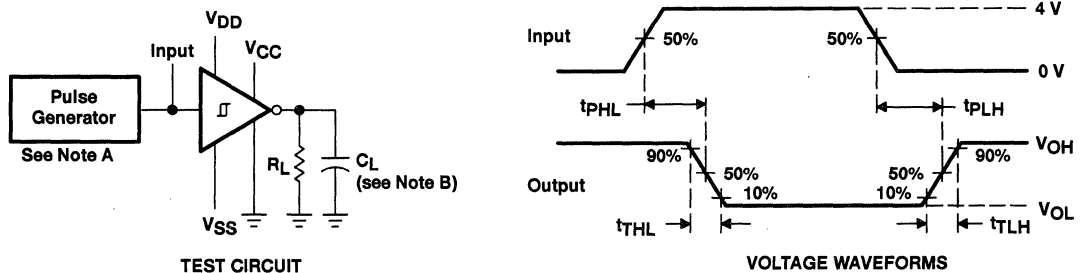 VDD
Input
VCC
Pulse
Generator
See Note A
RL
CL
(see Note B)
VSS
TEST CIRCUIT
4 V
Input
50%
50%
0 V
tPHL
tPLH
VOH
90%
90%
50%
50%
Output
10%
10%
VOL
tTHL
tTLH
VOLTAGE WAVEFORMS